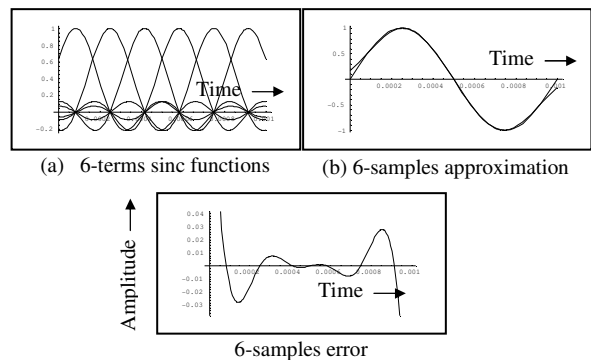 1
0.8
0.6
0.4
0.2
-0.2
Time
(a) 6-terms sinc functions
1
0.5
-0.5
-1
0.0002 0.0004 0.0006 0.0008 0.001
Time
(b) 6-samples approximation
Amplitude
0.04
0.03
0.02
0.01
-0.01
-0.02
-0.03
0.0002 0.0004 0.0006 0.0008 0.001
Time
6-samples error